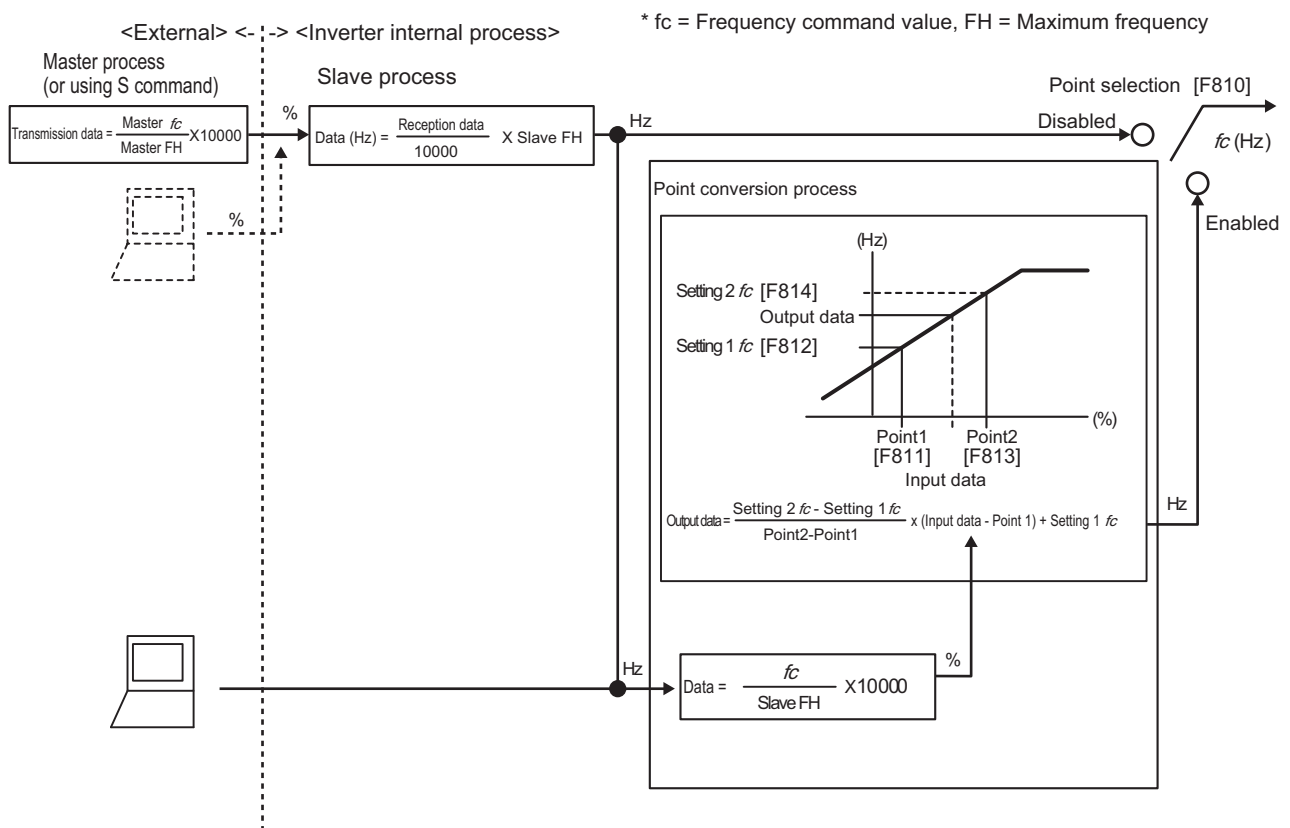 * fc = Frequency command value, FH = Maximum frequency
<External> <- -> <Inverter internal process>
Master process
(or using S command)
Slave process
Point selection [F810]
Transmission data = Master fc / Master FH X10000
%
Data (Hz) = Reception data / 10000 X Slave FH
Hz
Disabled
fc (Hz)
%
Enabled
Point conversion process
(Hz)
Setting 2 fc [F814]
Output data
Setting 1 fc [F812]
(%)
Point1
[F811]
Point2
[F813]
Input data
Output data = Setting 2 fc - Setting 1 fc / Point2-Point1 x (Input data - Point 1) + Setting 1 fc
Hz
Hz
Data = fc / Slave FH X10000
%